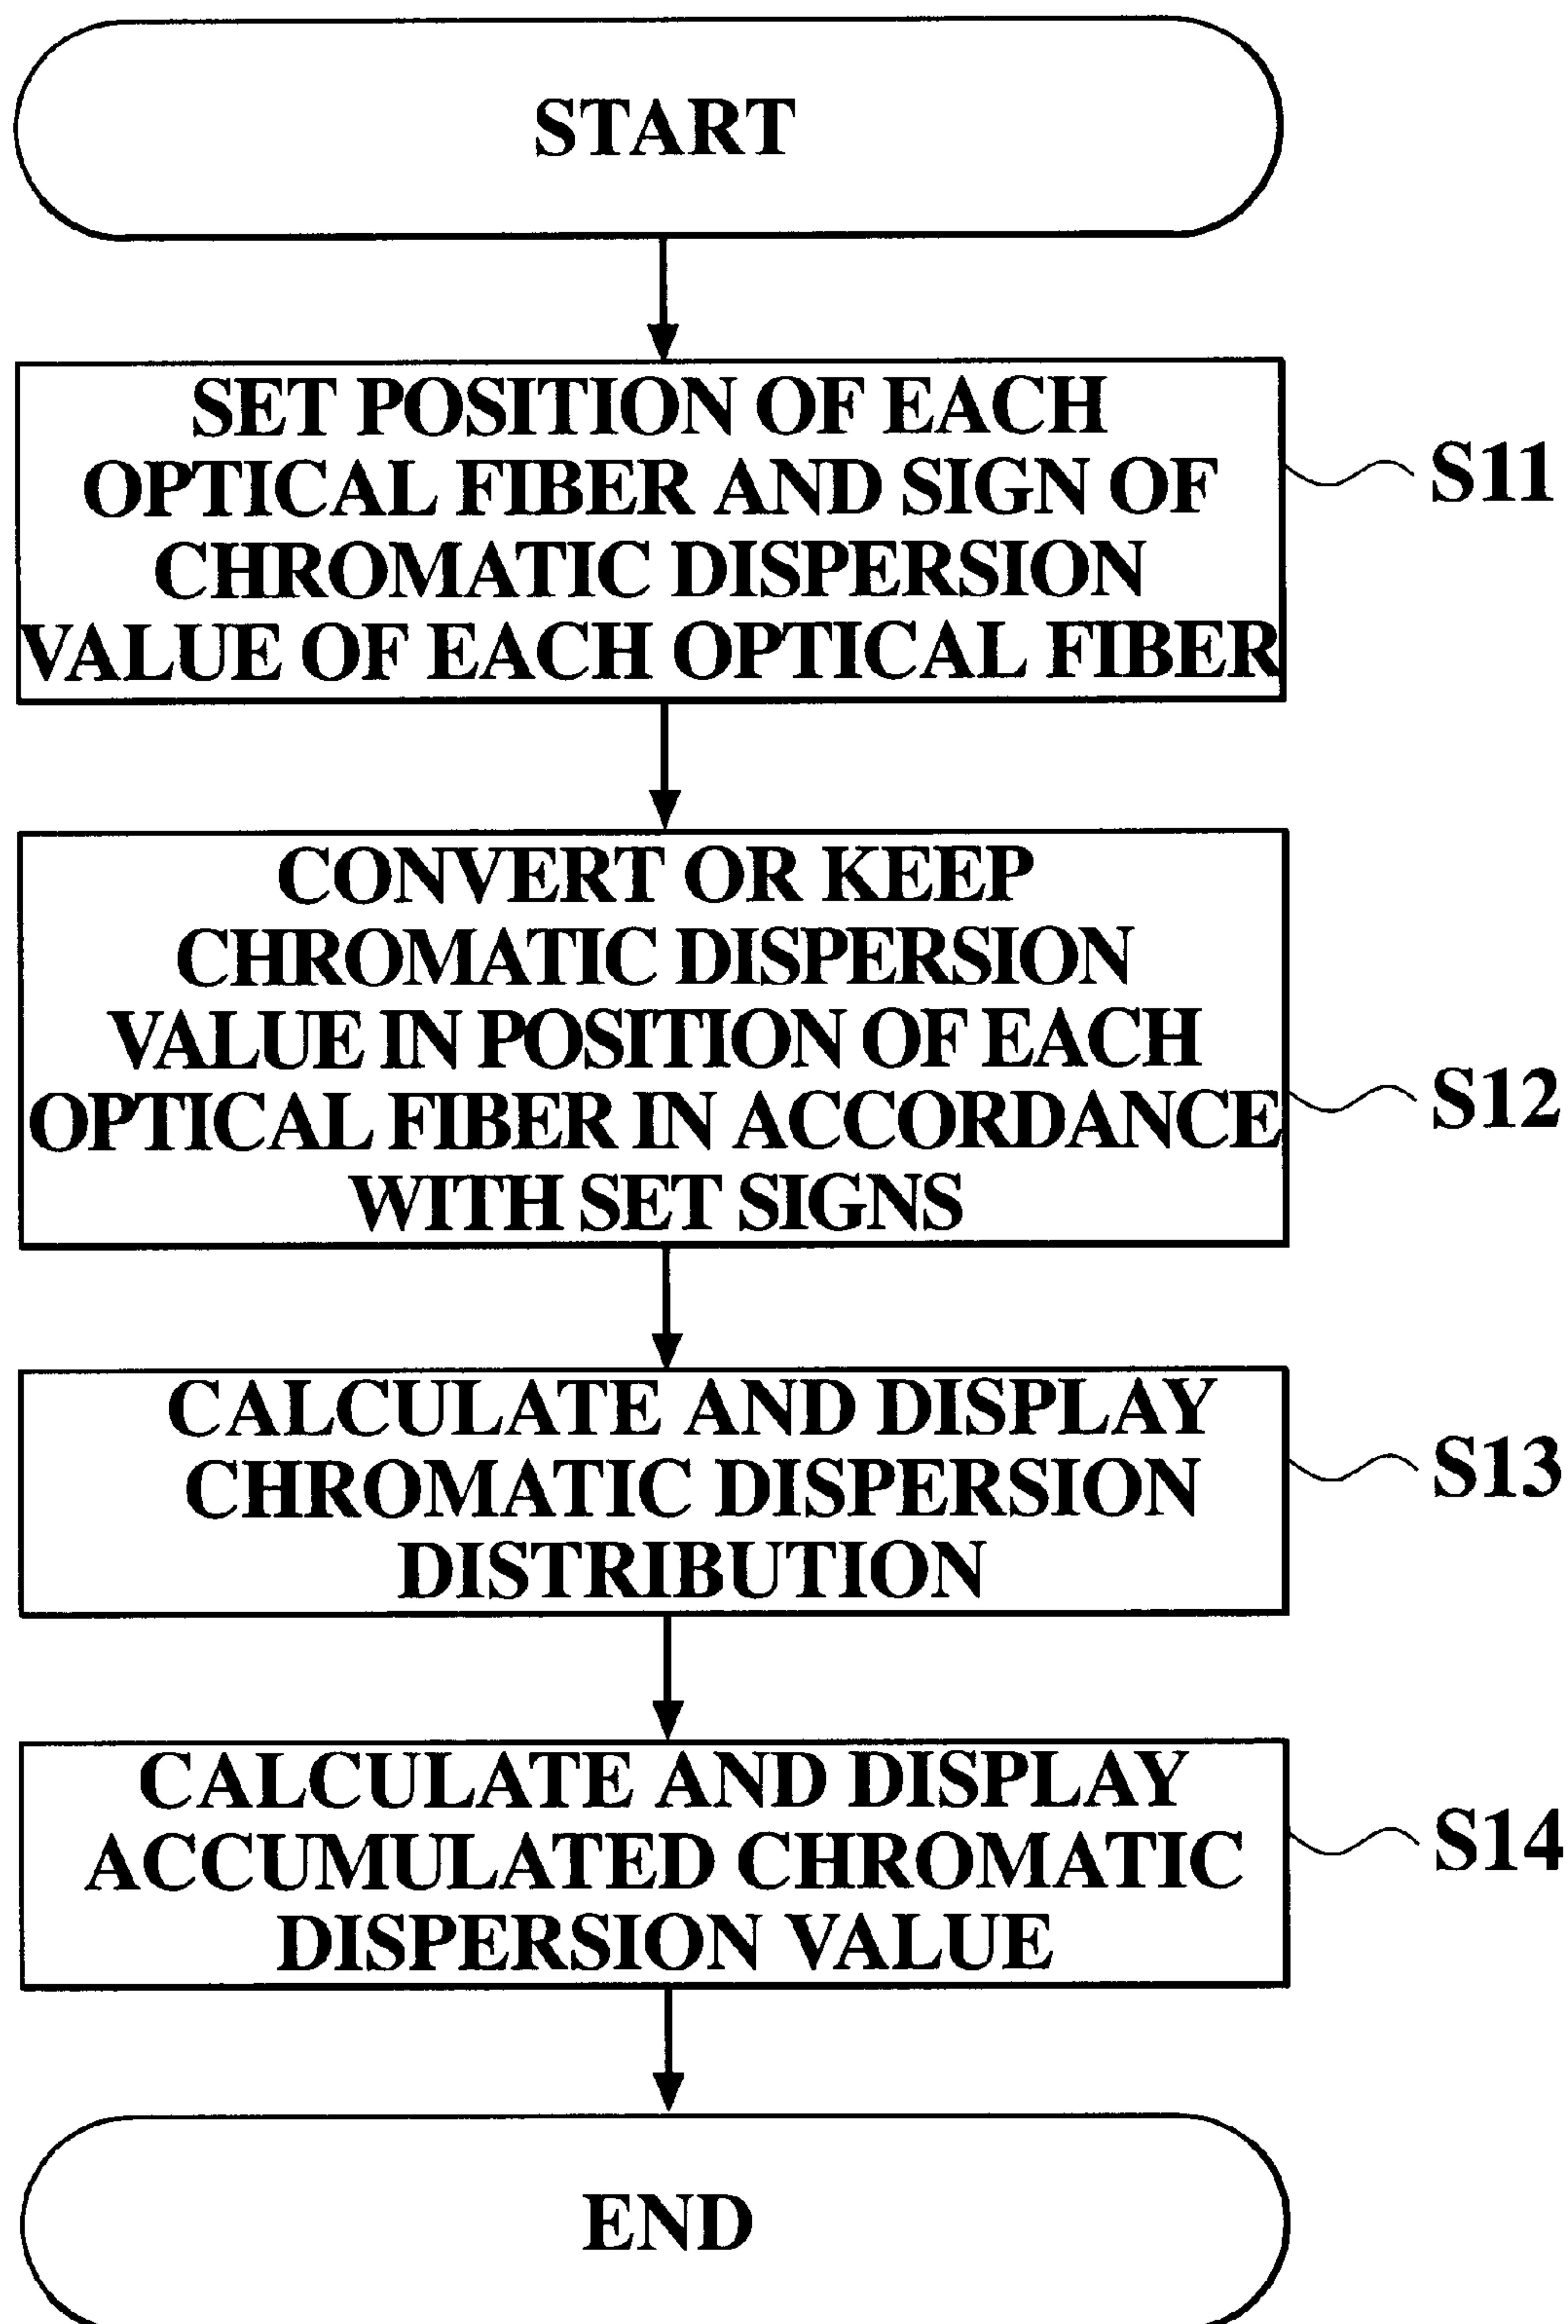 START
SET POSITION OF EACH
OPTICAL FIBER AND SIGN OF
CHROMATIC DISPERSION
VALUE OF EACH OPTICAL FIBER
S11
CONVERT OR KEEP
CHROMATIC DISPERSION
VALUE IN POSITION OF EACH
OPTICAL FIBER IN ACCORDANCE
WITH SET SIGNS
S12
CALCULATE AND DISPLAY
CHROMATIC DISPERSION
DISTRIBUTION
S13
CALCULATE AND DISPLAY
ACCUMULATED CHROMATIC
DISPERSION VALUE
S14
END